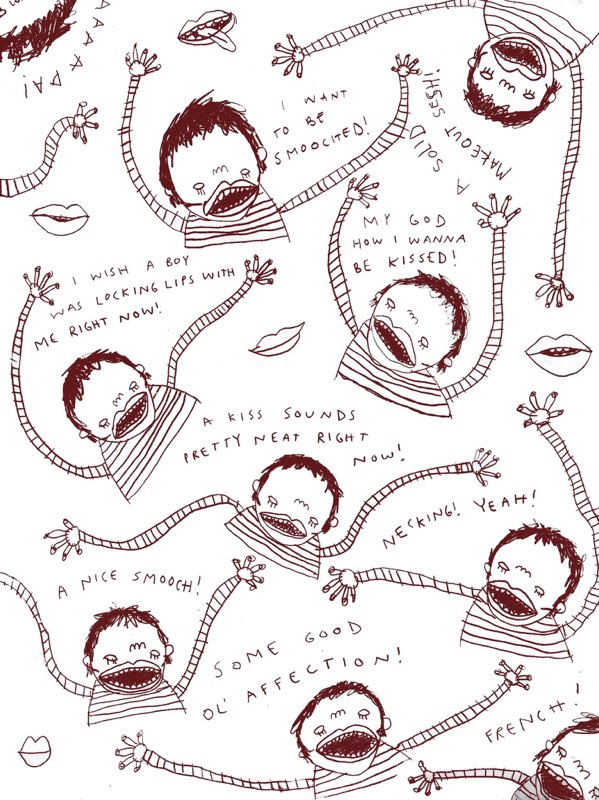 AAAAAA!
I WANT
TO BE
SMOOCHED!
A SOLID
MAKEOUT
SESH!
MY GOD
HOW I WANNA
BE KISSED!
I WISH A BOY
WAS LOCKING LIPS WITH
ME RIGHT NOW!
A KISS SOUNDS
PRETTY NEAT RIGHT
NOW!
NECKING! YEAH!
A NICE SMOOCH!
SOME GOOD
OL' AFFECTION!
FRENCH!